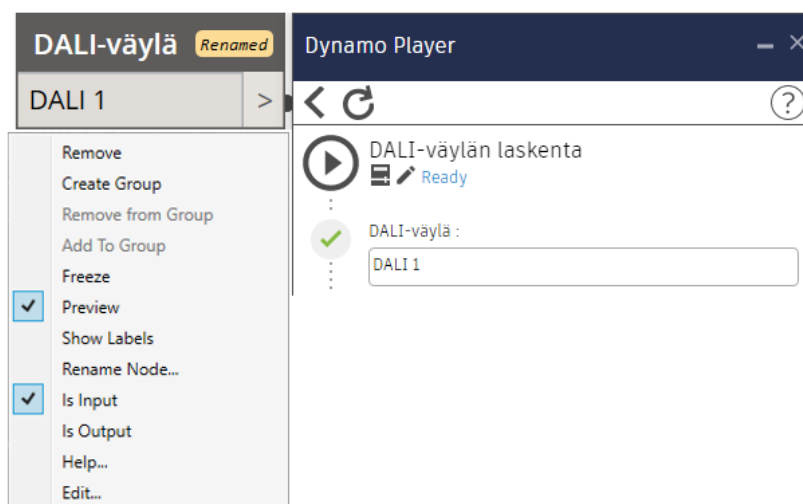 DALI-väylä Renamed
DALI 1 >
Remove
Create Group
Remove from Group
Add To Group
Freeze
Preview
Show Labels
Rename Node...
Is Input
Is Output
Help...
Edit...
Dynamo Player
?
DALI-väylän laskenta
Ready
DALI-väylä :
DALI 1